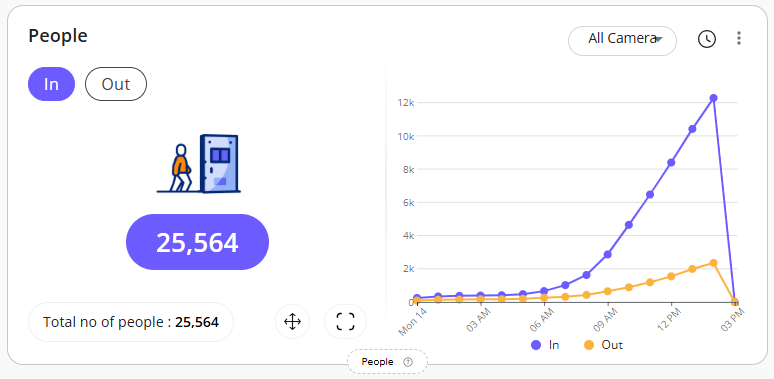 People
All Camera
In
Out
25,564
Total no of people : 25,564
12k
10k
8k
6k
4k
2k
0
Mon 14
03 AM
06 AM
09 AM
12 PM
03 PM
In
Out
People